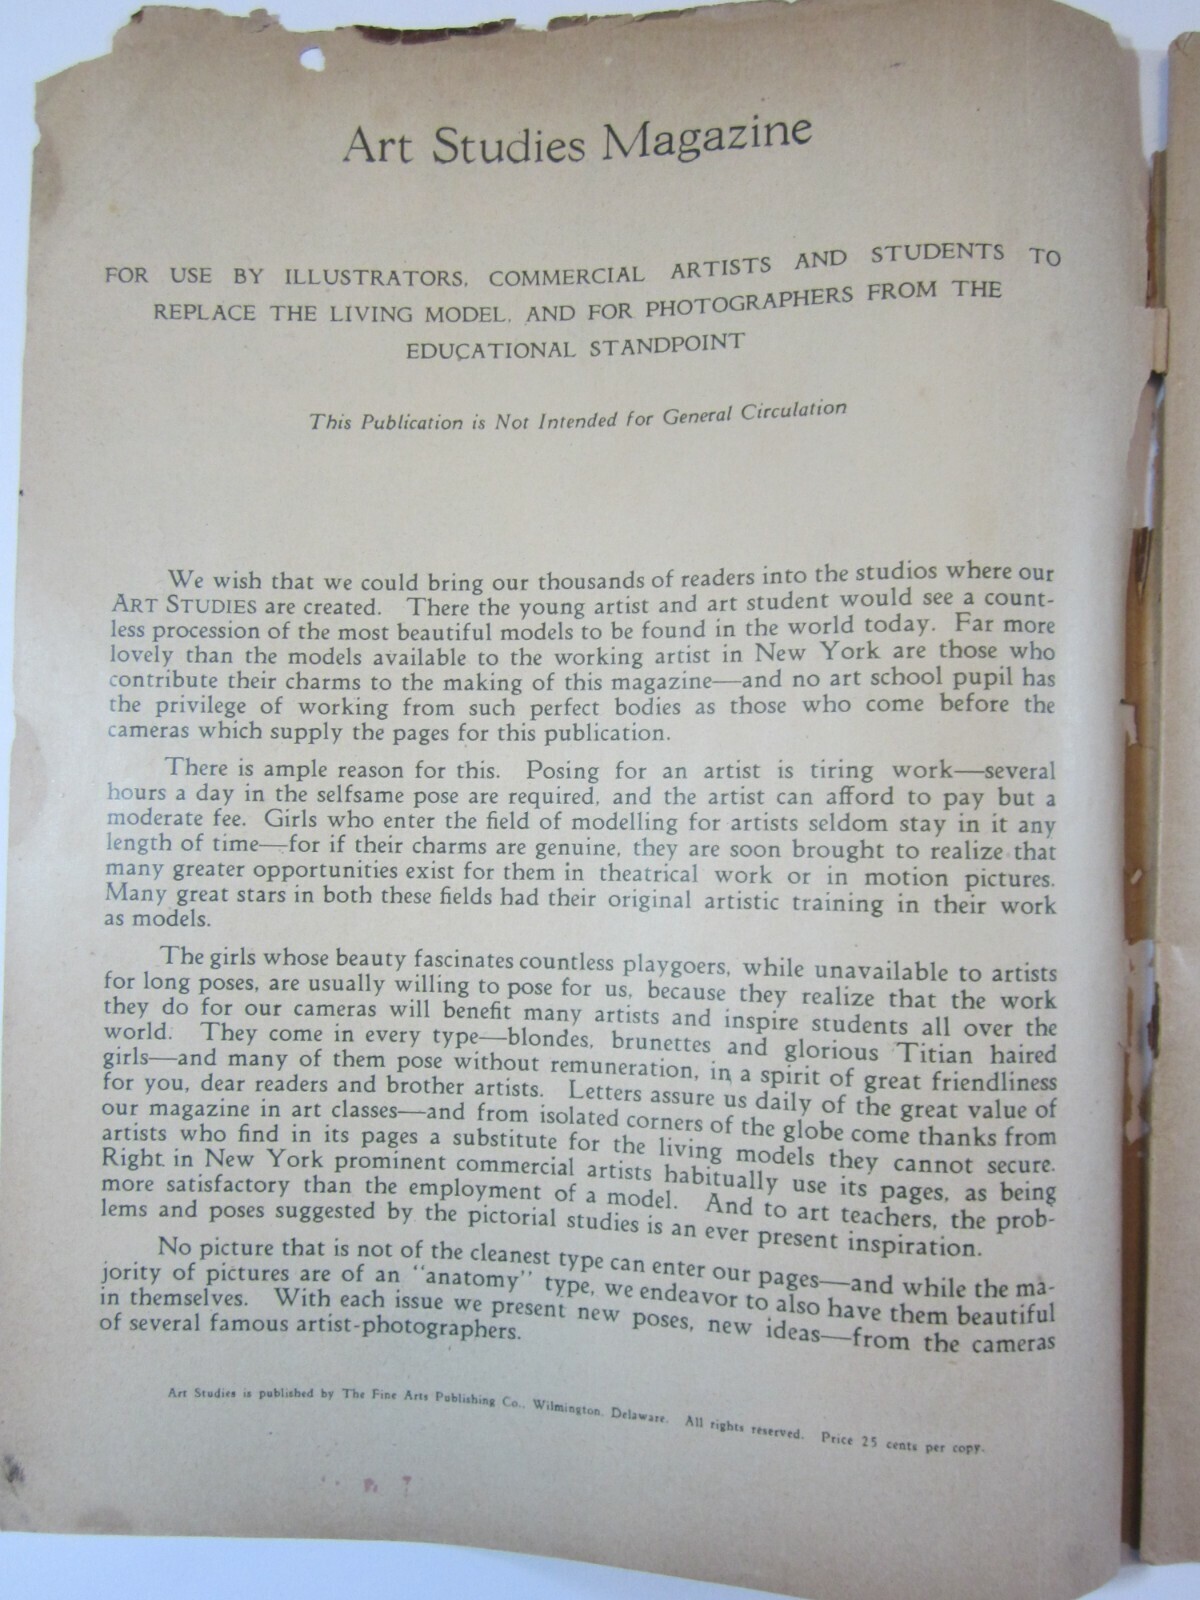 Art Studies Magazine
FOR USE BY ILLUSTRATORS, COMMERCIAL ARTISTS AND STUDENTS TO
REPLACE THE LIVING MODEL, AND FOR PHOTOGRAPHERS FROM THE
EDUCATIONAL STANDPOINT
This Publication is Not Intended for General Circulation
We wish that we could bring our thousands of readers into the studios where our
ART STUDIES are created. There the young artist and art student would see a count-
less procession of the most beautiful models to be found in the world today. Far more
lovely than the models available to the working artist in New York are those who
contribute their charms to the making of this magazine—and no art school pupil has
the privilege of working from such perfect bodies as those who come before the
cameras which supply the pages for this publication.
There is ample reason for this. Posing for an artist is tiring work—several
hours a day in the selfsame pose are required, and the artist can afford to pay but a
moderate fee. Girls who enter the field of modelling for artists seldom stay in it any
length of time—for if their charms are genuine, they are soon brought to realize that
many greater opportunities exist for them in theatrical work or in motion pictures.
Many great stars in both these fields had their original artistic training in their work
as models.
The girls whose beauty fascinates countless playgoers, while unavailable to artists
for long poses, are usually willing to pose for us, because they realize that the work
they do for our cameras will benefit many artists and inspire students all over the
world. They come in every type—blondes, brunettes and glorious Titian haired
girls—and many of them pose without remuneration, in a spirit of great friendliness
for you, dear readers and brother artists. Letters assure us daily of the great value of
our magazine in art classes—and from isolated corners of the globe come thanks from
artists who find in its pages a substitute for the living models they cannot secure.
Right in New York prominent commercial artists habitually use its pages, as being
more satisfactory than the employment of a model. And to art teachers, the prob-
lems and poses suggested by the pictorial studies is an ever present inspiration.
No picture that is not of the cleanest type can enter our pages—and while the ma-
jority of pictures are of an "anatomy" type, we endeavor to also have them beautiful
in themselves. With each issue we present new poses, new ideas—from the cameras
of several famous artist-photographers.
Art Studies is published by The Fine Arts Publishing Co., Wilmington, Delaware. All rights reserved. Price 25 cents per copy.